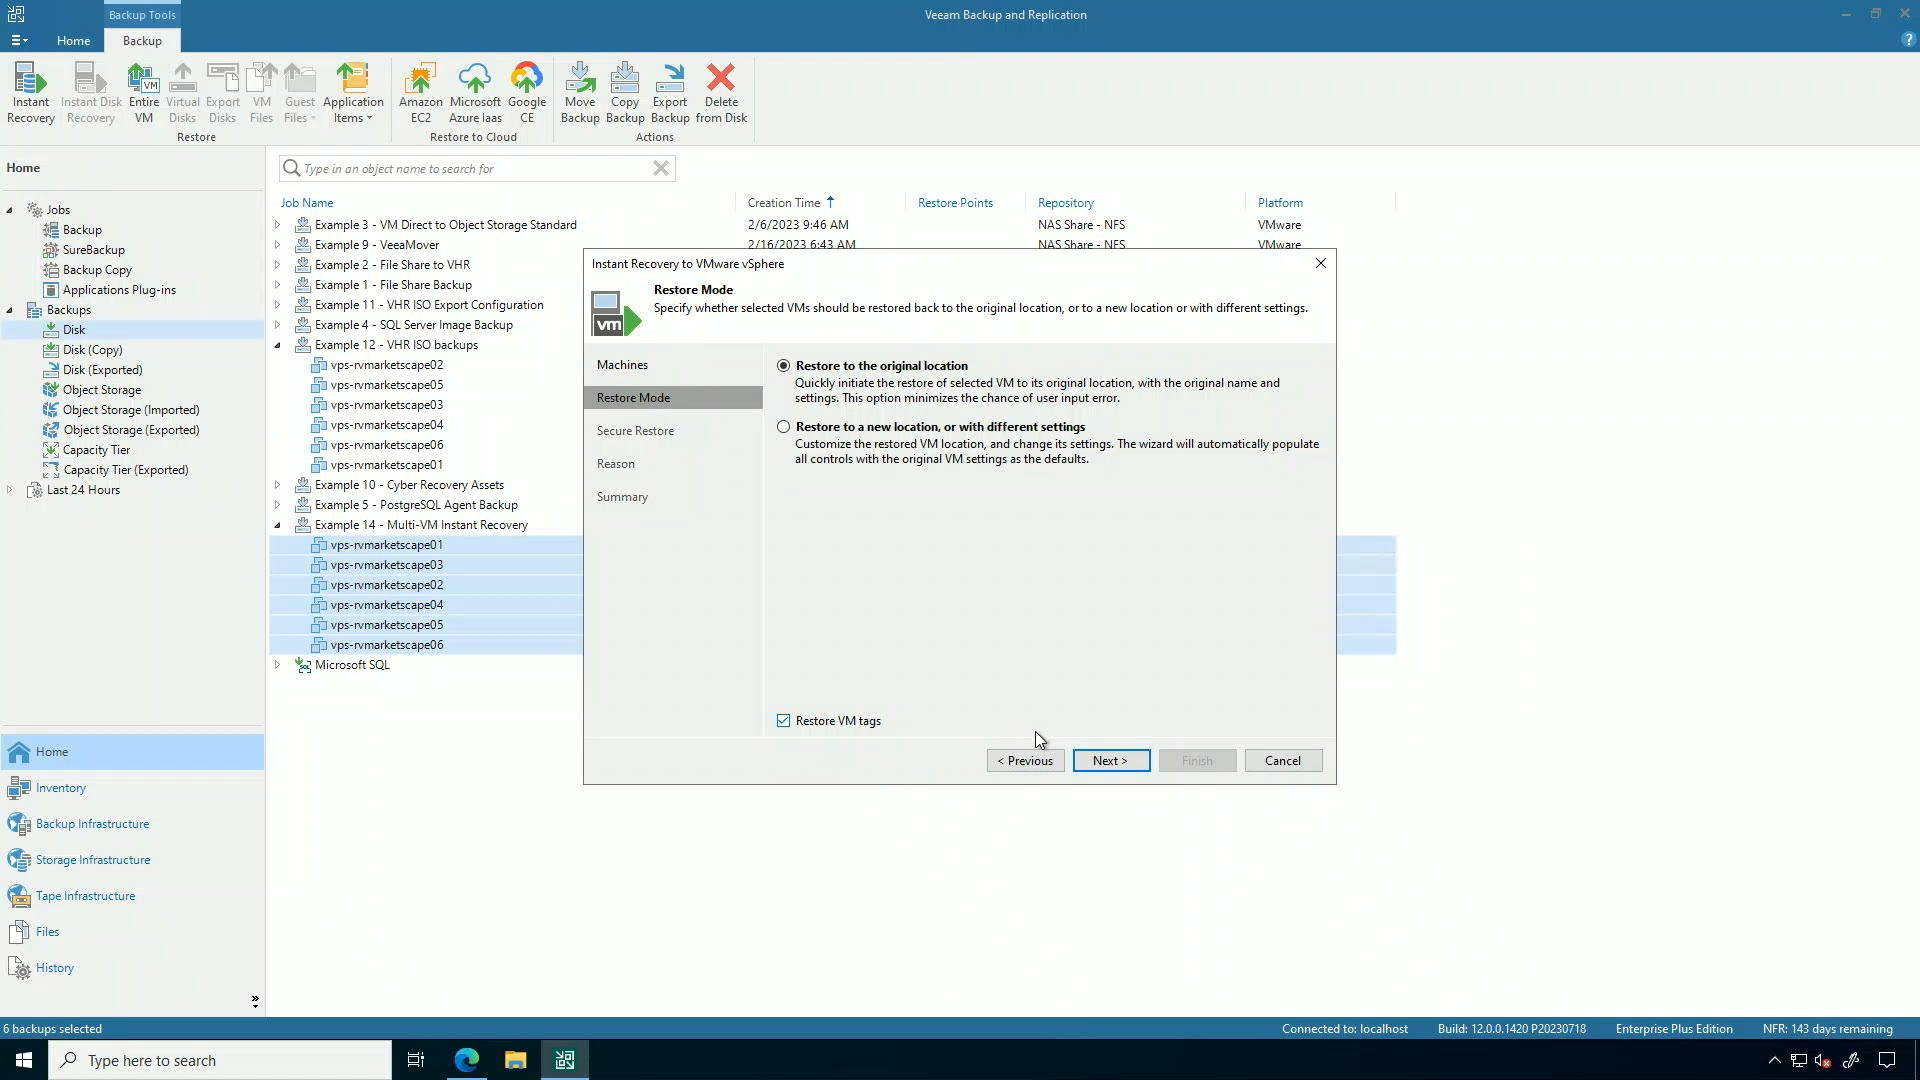 Backup Tools
Veeam Backup and Replication
Home
Backup
Instant Recovery
Instant Disk Recovery
Entire VM
Virtual Disks
Export Disks
VM Files
Guest Files
Application Items
Restore
Amazon EC2
Microsoft Azure Iaas
Google CE
Restore to Cloud
Move Backup
Copy Backup
Export Backup
Delete from Disk
Actions
Home
Jobs
Backup
SureBackup
Backup Copy
Applications Plug-ins
Backups
Disk
Disk (Copy)
Disk (Exported)
Object Storage
Object Storage (Imported)
Object Storage (Exported)
Capacity Tier
Capacity Tier (Exported)
Last 24 Hours
Home
Inventory
Backup Infrastructure
Storage Infrastructure
Tape Infrastructure
Files
History
Type in an object name to search for
Job Name Creation Time Restore Points Repository Platform
Example 3 - VM Direct to Object Storage Standard 2/6/2023 9:46 AM NAS Share - NFS VMware
Example 9 - VeeaMover 2/16/2023 6:43 AM NAS Share - NFS VMware
Example 2 - File Share to VHR
Example 1 - File Share Backup
Example 11 - VHR ISO Export Configuration
Example 4 - SQL Server Image Backup
Example 12 - VHR ISO backups
vps-rvmarketscape02
vps-rvmarketscape05
vps-rvmarketscape03
vps-rvmarketscape04
vps-rvmarketscape06
vps-rvmarketscape01
Example 10 - Cyber Recovery Assets
Example 5 - PostgreSQL Agent Backup
Example 14 - Multi-VM Instant Recovery
vps-rvmarketscape01
vps-rvmarketscape03
vps-rvmarketscape02
vps-rvmarketscape04
vps-rvmarketscape05
vps-rvmarketscape06
Microsoft SQL
Instant Recovery to VMware vSphere
vm
Restore Mode
Specify whether selected VMs should be restored back to the original location, or to a new location or with different settings.
Machines
Restore Mode
Secure Restore
Reason
Summary
Restore to the original location
Quickly initiate the restore of selected VM to its original location, with the original name and
settings. This option minimizes the chance of user input error.
Restore to a new location, or with different settings
Customize the restored VM location, and change its settings. The wizard will automatically populate
all controls with the original VM settings as the defaults.
Restore VM tags
< Previous
Next >
Finish
Cancel
6 backups selected
Connected to: localhost
Build: 12.0.0.1420 P20230718
Enterprise Plus Edition
NFR: 143 days remaining
Type here to search